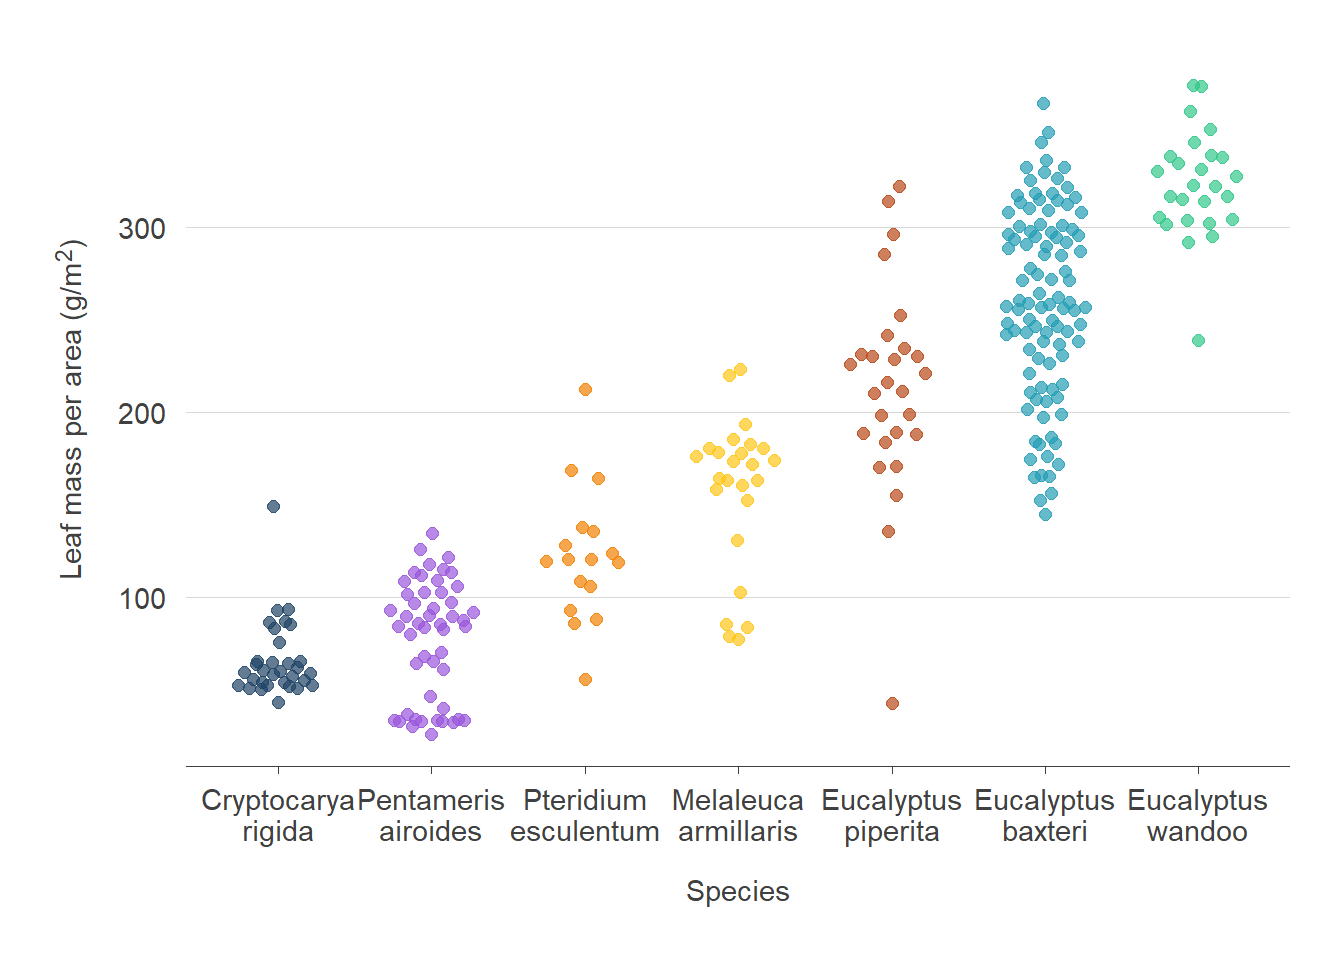 Leaf mass per area (g/m²)
300
200
100
Cryptocarya rigida
Pentameris airoides
Pteridium esculentum
Melaleuca armillaris
Eucalyptus piperita
Eucalyptus baxteri
Eucalyptus wandoo
Species